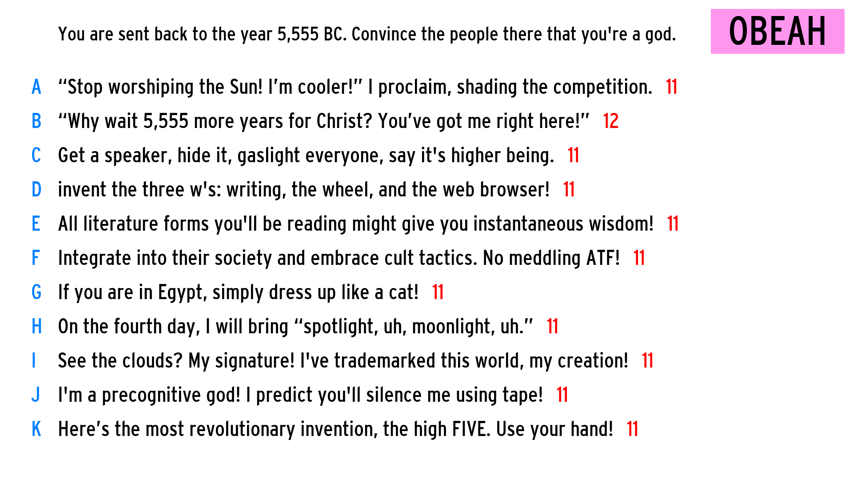 You are sent back to the year 5,555 BC. Convince the people there that you're a god.
OBEAH
A “Stop worshiping the Sun! I’m cooler!” I proclaim, shading the competition. 11
B “Why wait 5,555 more years for Christ? You’ve got me right here!” 12
C Get a speaker, hide it, gaslight everyone, say it's higher being. 11
D invent the three w's: writing, the wheel, and the web browser! 11
E All literature forms you'll be reading might give you instantaneous wisdom! 11
F Integrate into their society and embrace cult tactics. No meddling ATF! 11
G If you are in Egypt, simply dress up like a cat! 11
H On the fourth day, I will bring “spotlight, uh, moonlight, uh.” 11
I See the clouds? My signature! I've trademarked this world, my creation! 11
J I'm a precognitive god! I predict you'll silence me using tape! 11
K Here’s the most revolutionary invention, the high FIVE. Use your hand! 11